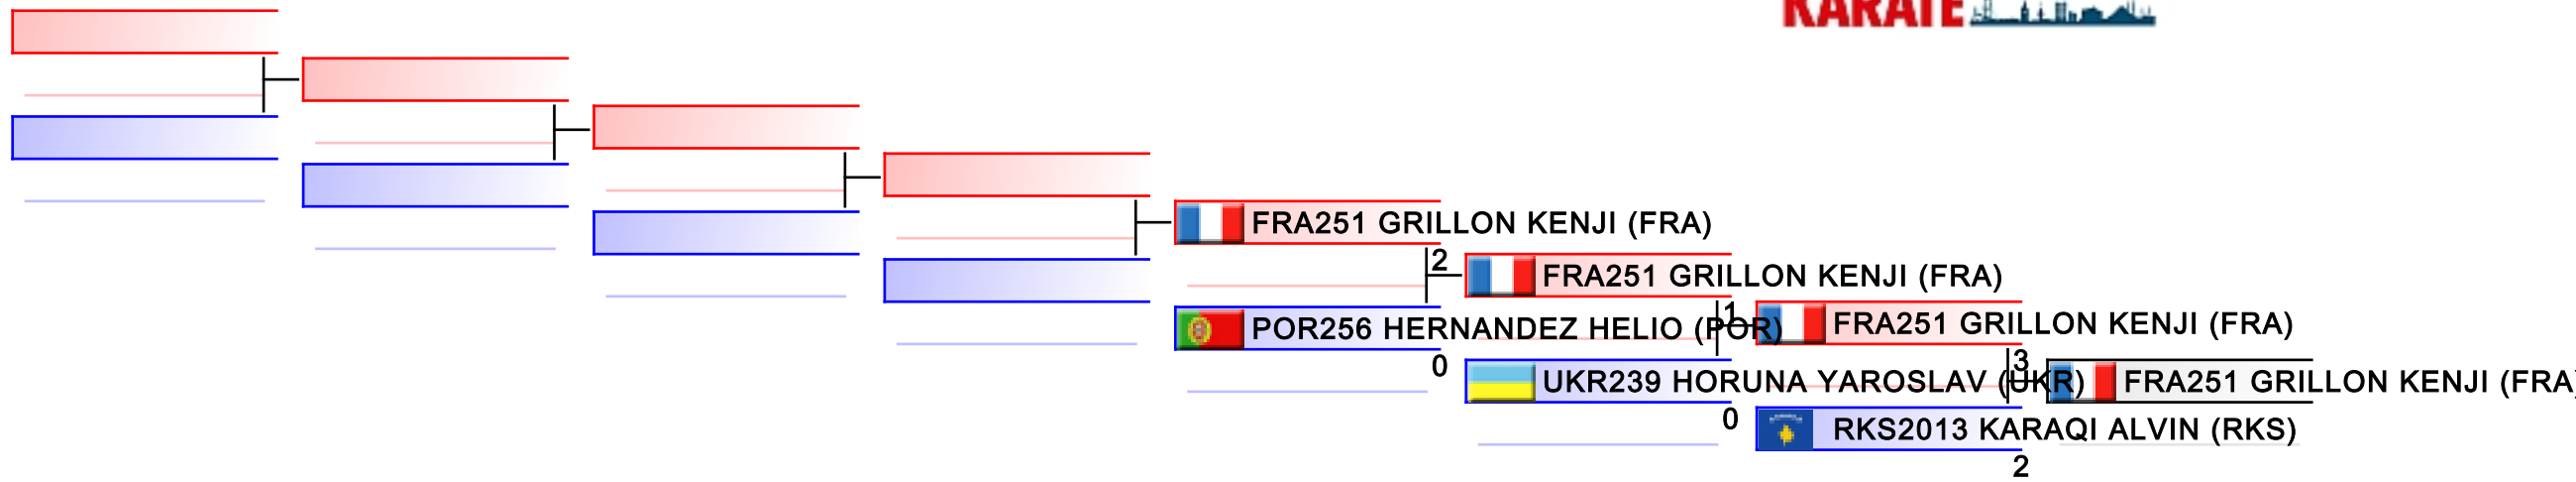 KARATE
FRA251 GRILLON KENJI (FRA)
2
FRA251 GRILLON KENJI (FRA)
POR256 HERNANDEZ HELIO (POR)
1
FRA251 GRILLON KENJI (FRA)
0
UKR239 HORUNA YAROSLAV (UKR)
3
FRA251 GRILLON KENJI (FRA)
0
RKS2013 KARAQI ALVIN (RKS)
2